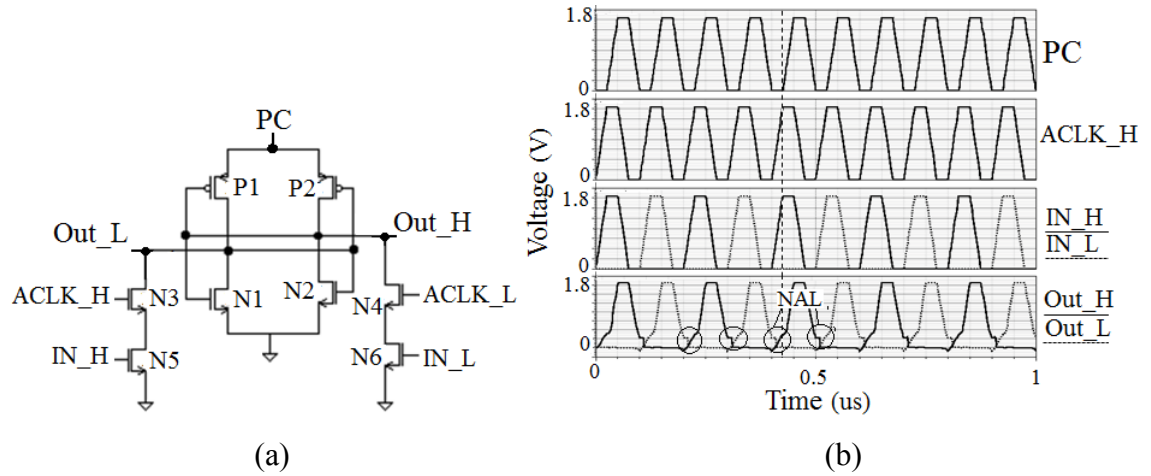 PC
P1
P2
Out_L
Out_H
ACLK_H
N3
N1
N2
N4
ACLK_L
IN_H
N5
N6
IN_L
(a)
(b)
Voltage (V)
1.8
0
PC
1.8
0
ACLK_H
1.8
0
IN_H
IN_L
1.8
0
NAL
Out_H
Out_L
0
0.5
1
Time (us)